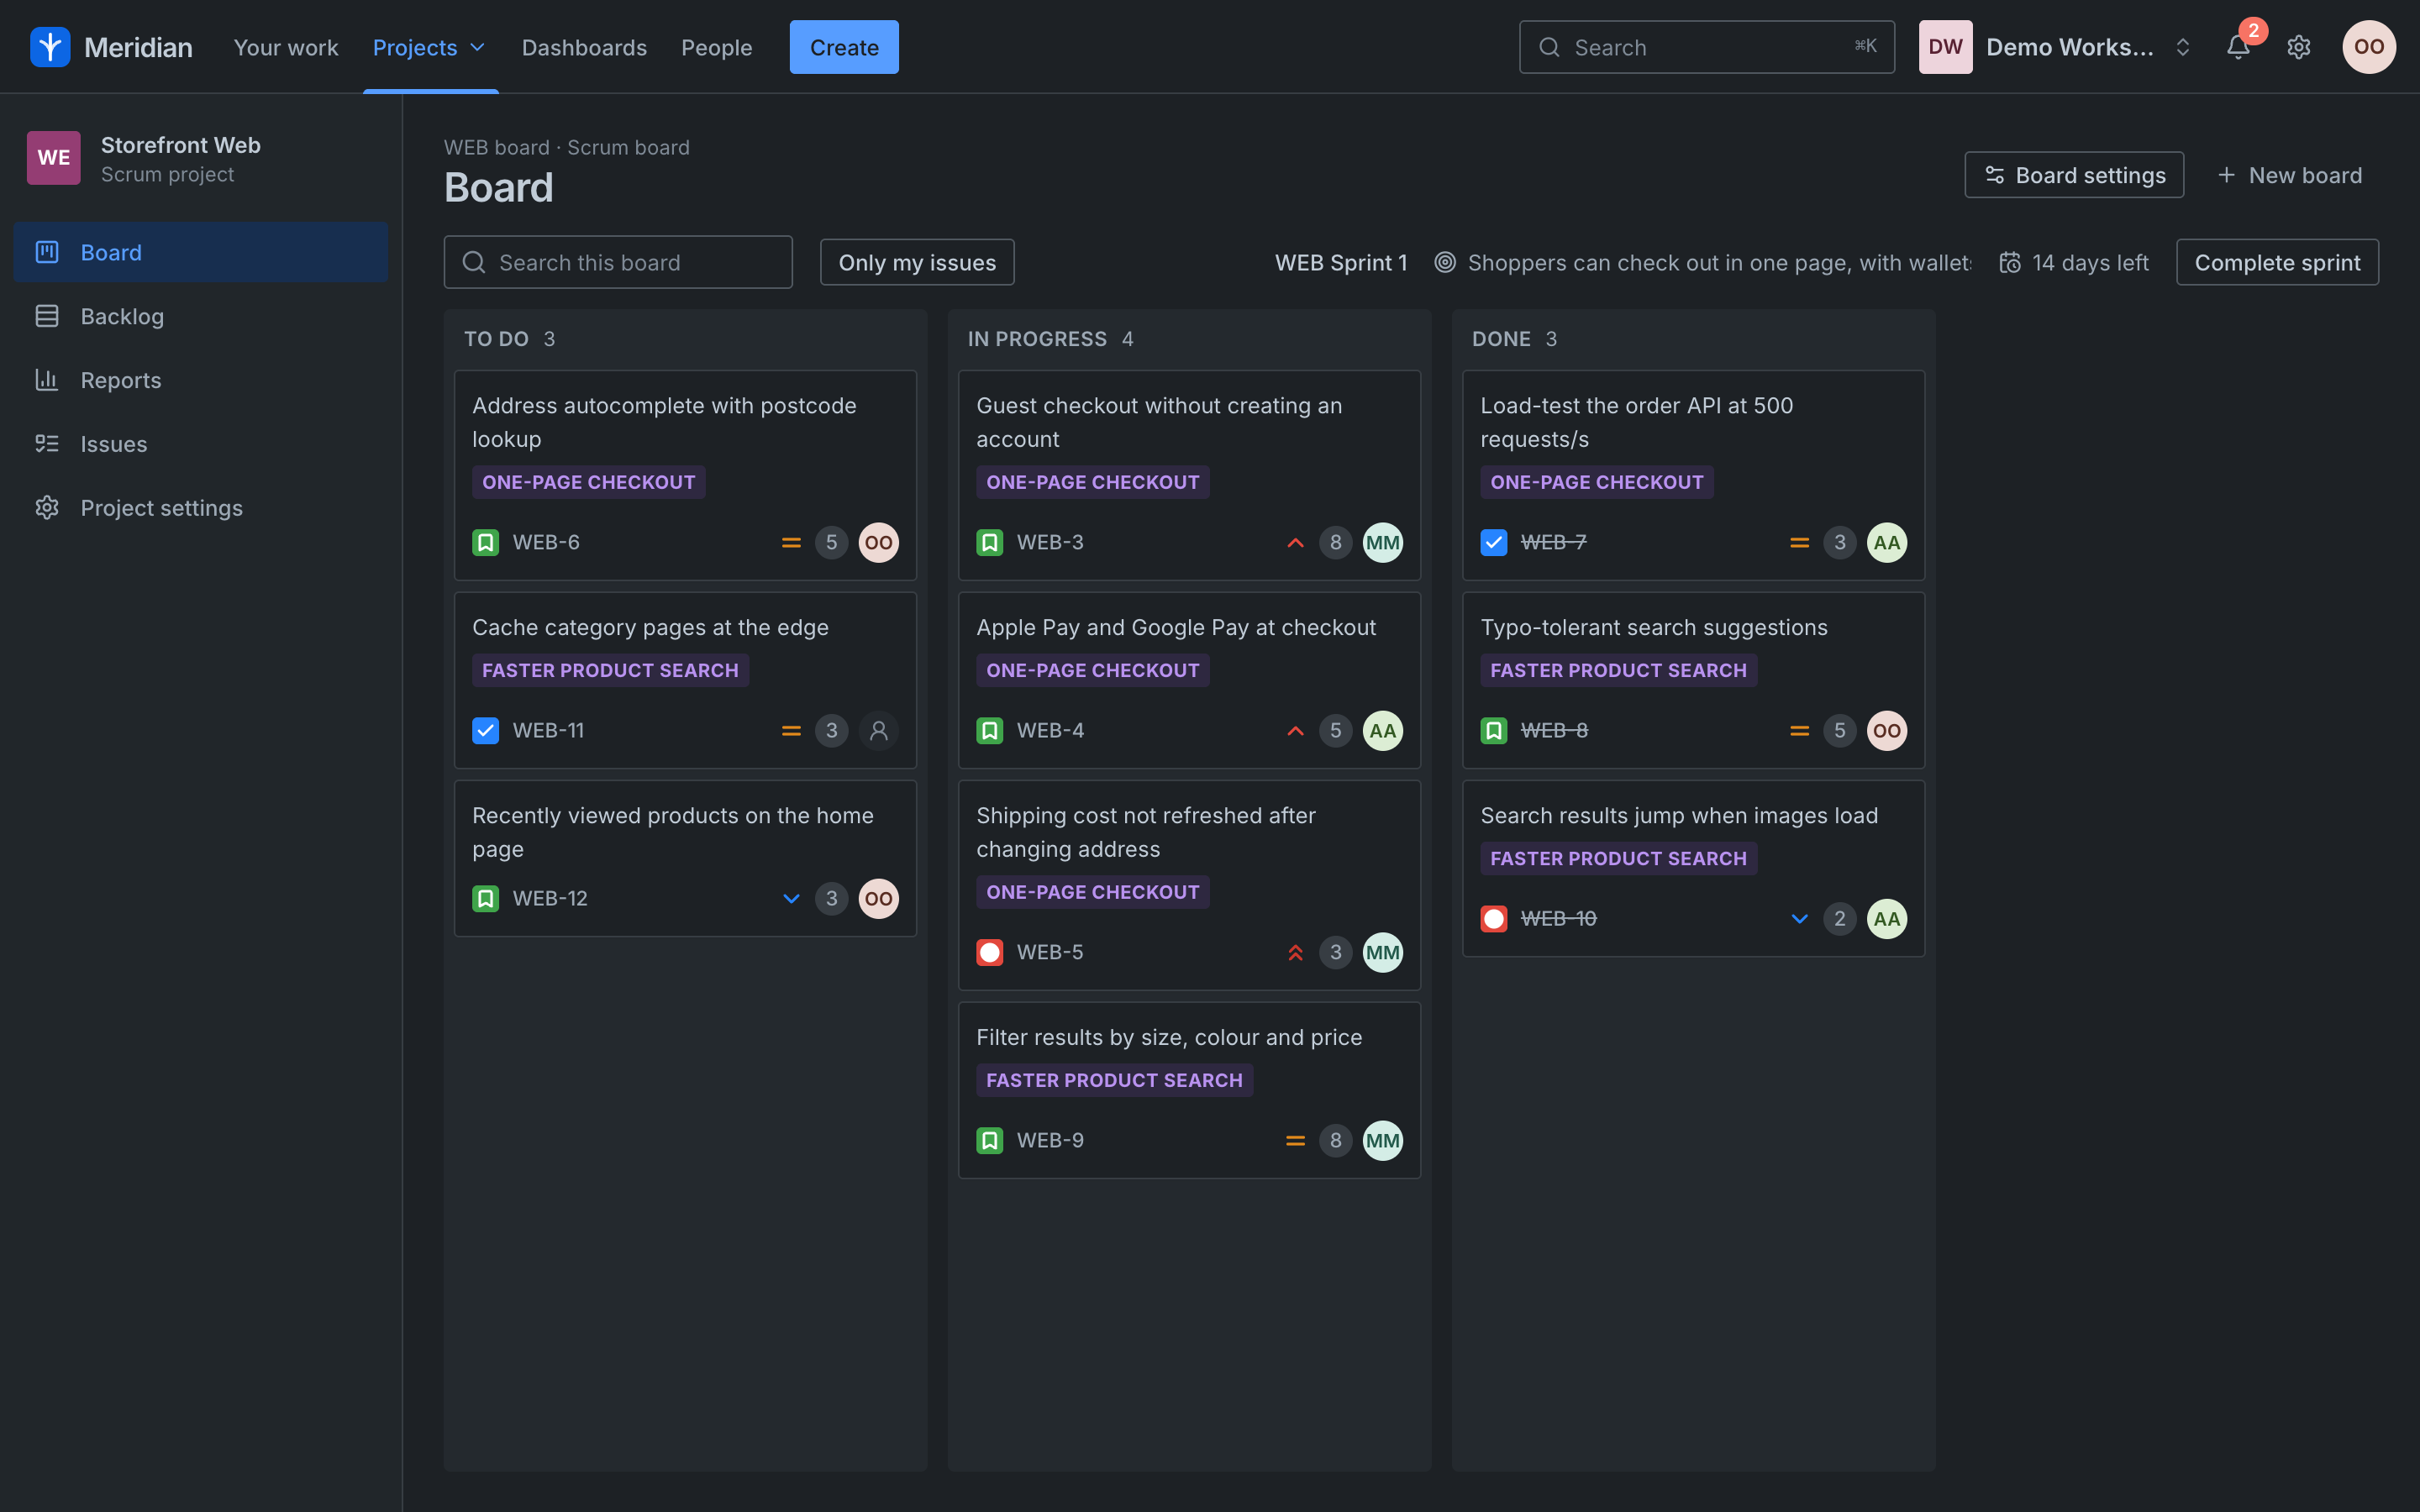 Meridian
Your work
Projects
Dashboards
People
Create
Search
⌘K
DW
Demo Works...
2
OO
WE
Storefront Web
Scrum project
Board
Backlog
Reports
Issues
Project settings
WEB board · Scrum board
Board
Board settings
New board
Search this board
Only my issues
WEB Sprint 1
Shoppers can check out in one page, with wallet
14 days left
Complete sprint
TO DO 3
Address autocomplete with postcode
lookup
ONE-PAGE CHECKOUT
WEB-6
5
OO
Cache category pages at the edge
FASTER PRODUCT SEARCH
WEB-11
3
Recently viewed products on the home
page
WEB-12
3
OO
IN PROGRESS 4
Guest checkout without creating an
account
ONE-PAGE CHECKOUT
WEB-3
8
MM
Apple Pay and Google Pay at checkout
ONE-PAGE CHECKOUT
WEB-4
5
AA
Shipping cost not refreshed after
changing address
ONE-PAGE CHECKOUT
WEB-5
3
MM
Filter results by size, colour and price
FASTER PRODUCT SEARCH
WEB-9
8
MM
DONE 3
Load-test the order API at 500
requests/s
ONE-PAGE CHECKOUT
WEB-7
3
AA
Typo-tolerant search suggestions
FASTER PRODUCT SEARCH
WEB-8
5
OO
Search results jump when images load
FASTER PRODUCT SEARCH
WEB-10
2
AA